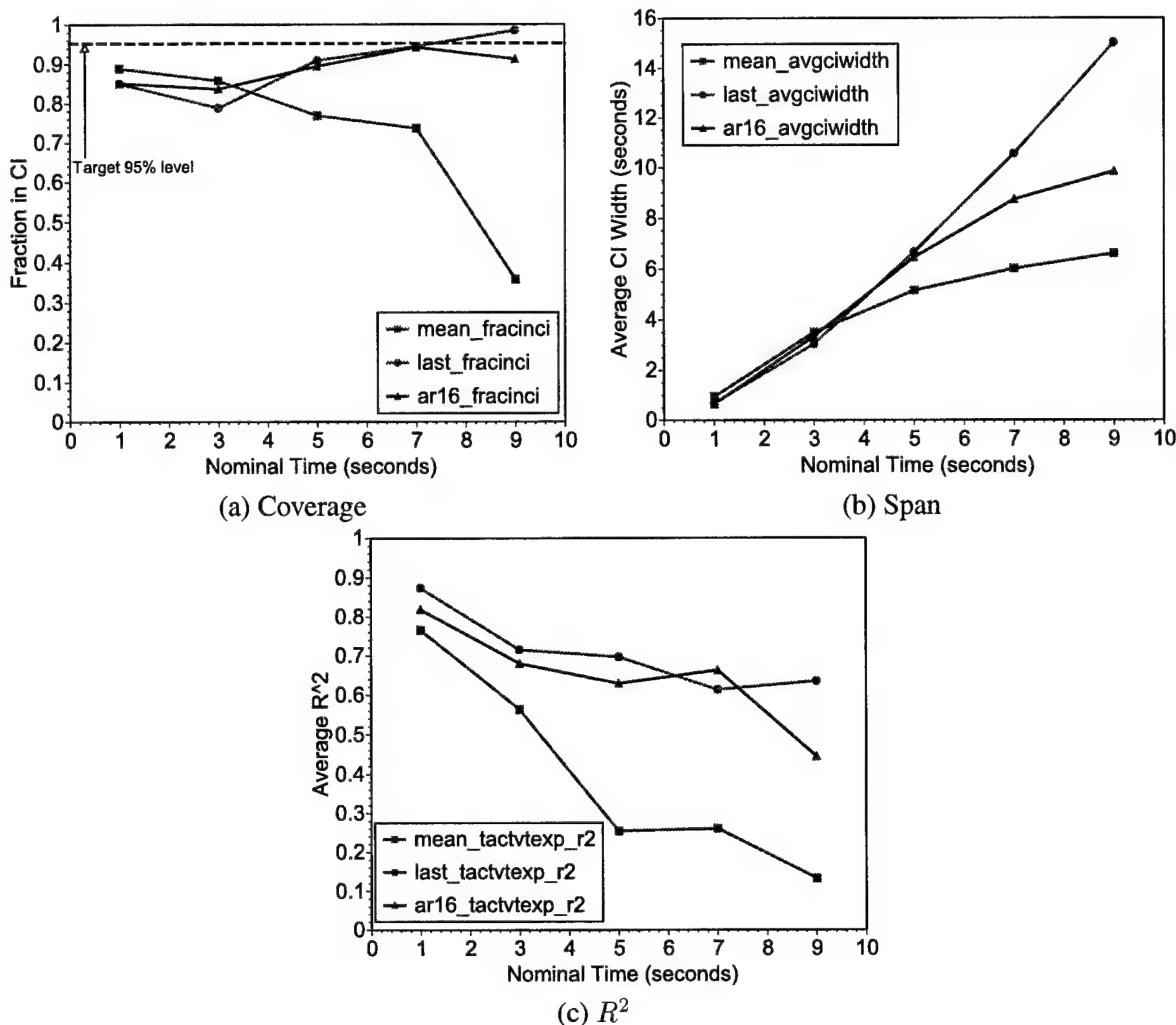 1
0.9
0.8
0.7
0.6
0.5
0.4
0.3
0.2
0.1
0
Fraction in CI
Target 95% level
mean_fracinci
last_fracinci
ar16_fracinci
0 1 2 3 4 5 6 7 8 9 10
Nominal Time (seconds)
(a) Coverage
16
14
12
10
8
6
4
2
0
Average CI Width (seconds)
mean_avgciwidth
last_avgciwidth
ar16_avgciwidth
0 1 2 3 4 5 6 7 8 9 10
Nominal Time (seconds)
(b) Span
1
0.9
0.8
0.7
0.6
0.5
0.4
0.3
0.2
0.1
0
Average R^2
mean_tactvtexp_r2
last_tactvtexp_r2
ar16_tactvtexp_r2
0 1 2 3 4 5 6 7 8 9 10
Nominal Time (seconds)
(c) R²